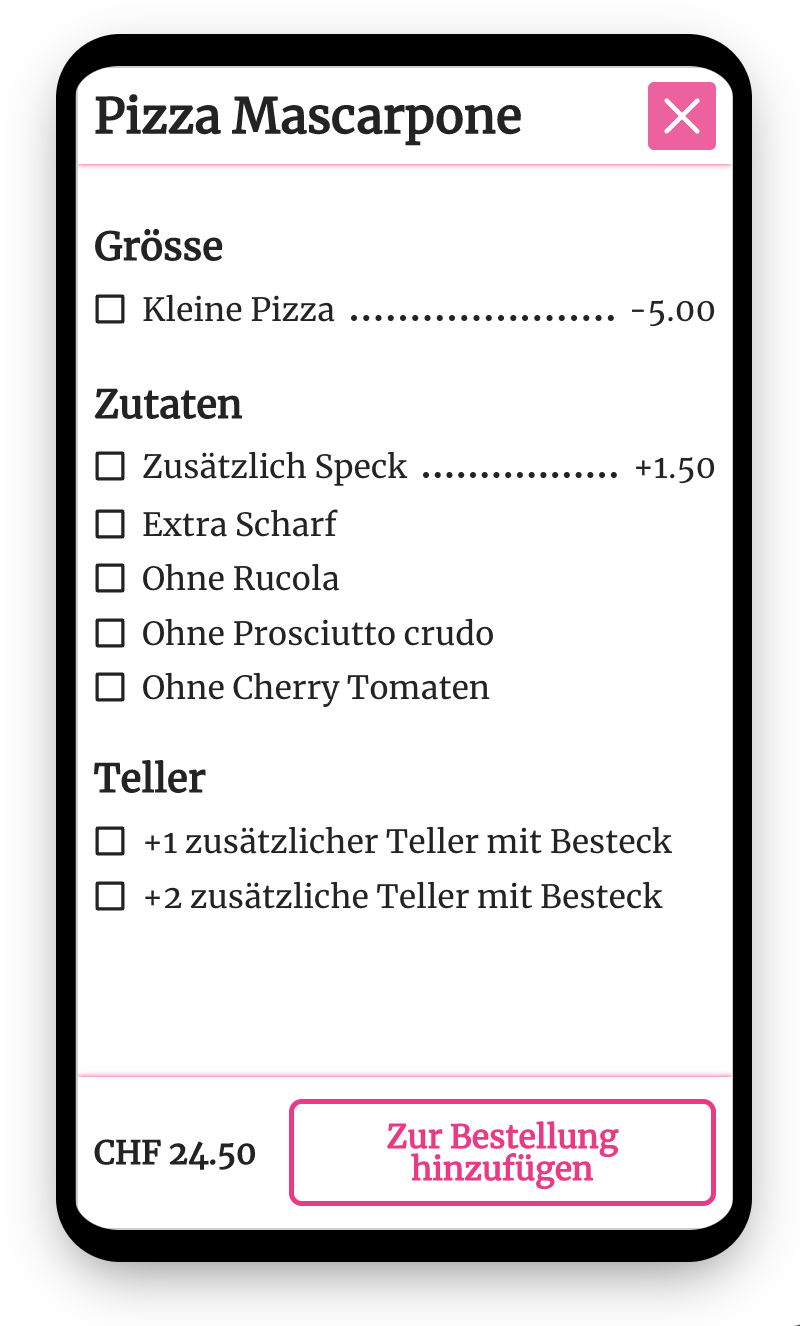 Pizza Mascarpone
Grösse
Kleine Pizza ...................... -5.00
Zutaten
Zusätzlich Speck ................. +1.50
Extra Scharf
Ohne Rucola
Ohne Prosciutto crudo
Ohne Cherry Tomaten
Teller
+1 zusätzlicher Teller mit Besteck
+2 zusätzliche Teller mit Besteck
CHF 24.50
Zur Bestellung
hinzufügen